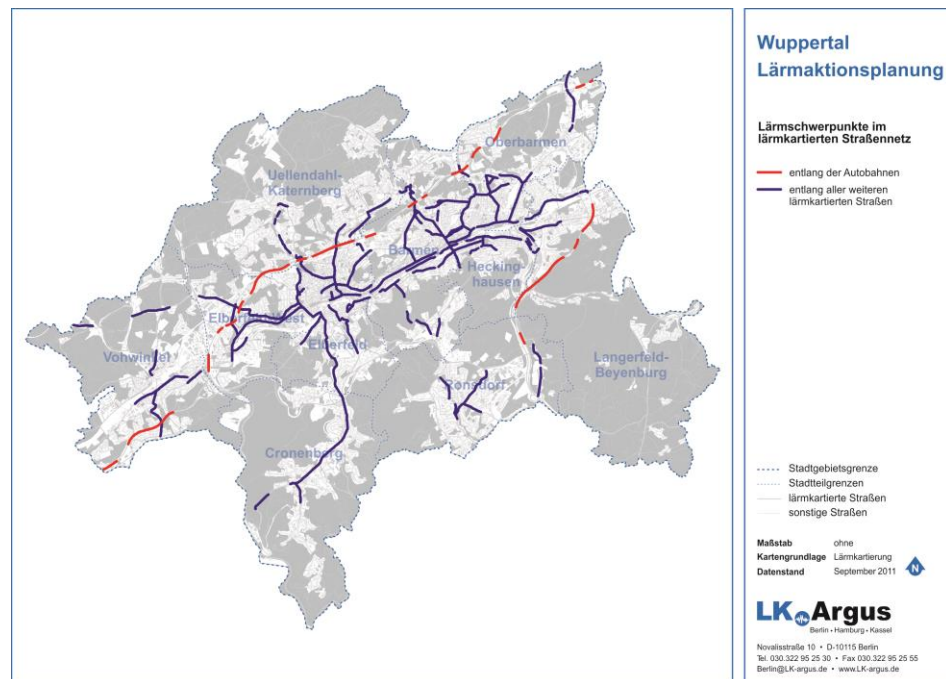 Wuppertal
Lärmaktionsplanung
Lärmschwerpunkte im
lärmkartierten Straßennetz
entlang der Autobahnen
entlang aller weiteren
lärmkartierten Straßen
Oberbarmen
Uellendahl-
Katernberg
Barmen
Hecking-
hausen
Elberfeld-West
Elberfeld
Vohwinkel
Langerfeld-
Beyenburg
Ronsdorf
Cronenberg
Stadtgebietsgrenze
Stadtteilgrenzen
lärmkartierte Straßen
sonstige Straßen
Maßstab ohne
Kartengrundlage Lärmkartierung
Datenstand September 2011
N
LK Argus
Berlin • Hamburg • Kassel
Novalisstraße 10 • D-10115 Berlin
Tel. 030.322 95 25 30 • Fax 030.322 95 25 55
Berlin@LK-argus.de • www.LK-argus.de